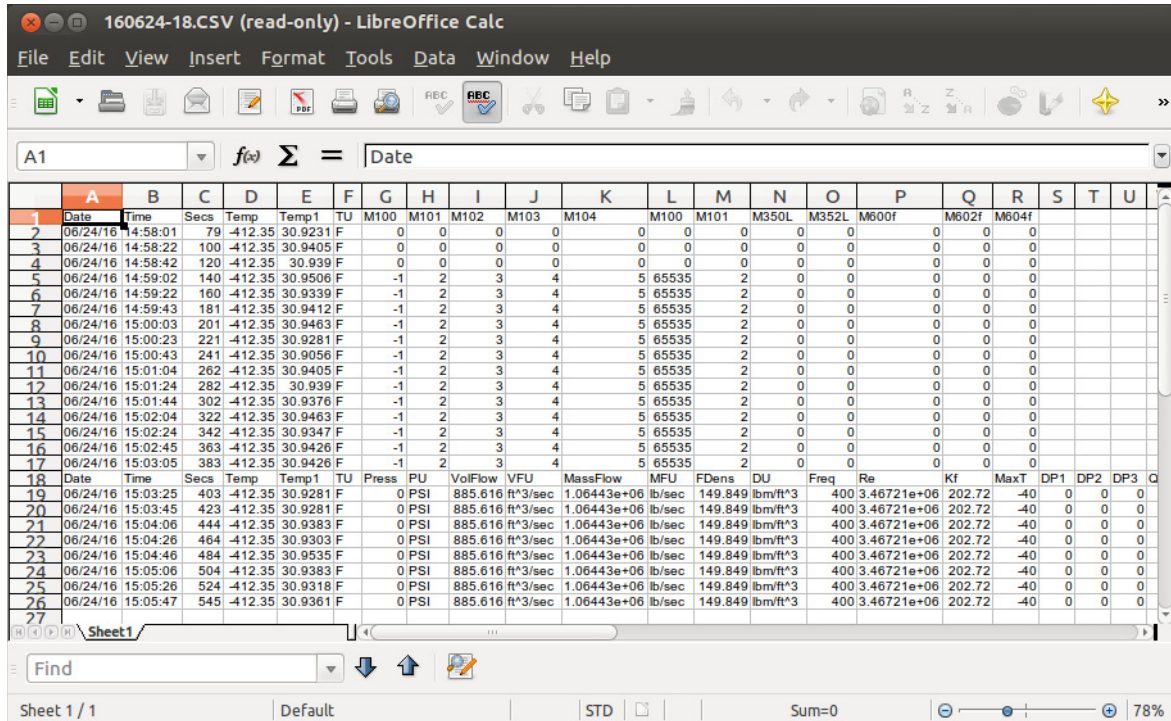 160624-18.CSV (read-only) - LibreOffice Calc
File Edit View Insert Format Tools Data Window Help
A1 f(x) Σ = Date
A B C D E F G H I J K L M N O P Q R S T U
1 Date Time Secs Temp Temp1 TU M100 M101 M102 M103 M104 M100 M101 M350L M352L M600f M602f M604f
2 06/24/16 14:58:01 79 -412.35 30.9231 F 0 0 0 0 0 0 0 0 0 0 0 0
3 06/24/16 14:58:22 100 -412.35 30.9405 F 0 0 0 0 0 0 0 0 0 0 0 0
4 06/24/16 14:58:42 120 -412.35 30.939 F 0 0 0 0 0 0 0 0 0 0 0 0
5 06/24/16 14:59:02 140 -412.35 30.9506 F -1 2 3 4 5 65535 2 0 0 0 0 0
6 06/24/16 14:59:22 160 -412.35 30.9339 F -1 2 3 4 5 65535 2 0 0 0 0 0
7 06/24/16 14:59:43 181 -412.35 30.9412 F -1 2 3 4 5 65535 2 0 0 0 0 0
8 06/24/16 15:00:03 201 -412.35 30.9463 F -1 2 3 4 5 65535 2 0 0 0 0 0
9 06/24/16 15:00:23 221 -412.35 30.9281 F -1 2 3 4 5 65535 2 0 0 0 0 0
10 06/24/16 15:00:43 241 -412.35 30.9056 F -1 2 3 4 5 65535 2 0 0 0 0 0
11 06/24/16 15:01:04 262 -412.35 30.9405 F -1 2 3 4 5 65535 2 0 0 0 0 0
12 06/24/16 15:01:24 282 -412.35 30.939 F -1 2 3 4 5 65535 2 0 0 0 0 0
13 06/24/16 15:01:44 302 -412.35 30.9376 F -1 2 3 4 5 65535 2 0 0 0 0 0
14 06/24/16 15:02:04 322 -412.35 30.9463 F -1 2 3 4 5 65535 2 0 0 0 0 0
15 06/24/16 15:02:24 342 -412.35 30.9347 F -1 2 3 4 5 65535 2 0 0 0 0 0
16 06/24/16 15:02:45 363 -412.35 30.9426 F -1 2 3 4 5 65535 2 0 0 0 0 0
17 06/24/16 15:03:05 383 -412.35 30.9426 F -1 2 3 4 5 65535 2 0 0 0 0 0
18 Date Time Secs Temp Temp1 TU Press PU VolFlow VFU MassFlow MFU FDens DU Freq Re Kf MaxT DP1 DP2 DP3 Q
19 06/24/16 15:03:25 403 -412.35 30.9281 F 0 PSI 885.616 ft^3/sec 1.06443e+06 lb/sec 149.849 lbm/ft^3 400 3.46721e+06 202.72 -40 0 0 0
20 06/24/16 15:03:45 423 -412.35 30.9281 F 0 PSI 885.616 ft^3/sec 1.06443e+06 lb/sec 149.849 lbm/ft^3 400 3.46721e+06 202.72 -40 0 0 0
21 06/24/16 15:04:06 444 -412.35 30.9383 F 0 PSI 885.616 ft^3/sec 1.06443e+06 lb/sec 149.849 lbm/ft^3 400 3.46721e+06 202.72 -40 0 0 0
22 06/24/16 15:04:26 464 -412.35 30.9303 F 0 PSI 885.616 ft^3/sec 1.06443e+06 lb/sec 149.849 lbm/ft^3 400 3.46721e+06 202.72 -40 0 0 0
23 06/24/16 15:04:46 484 -412.35 30.9535 F 0 PSI 885.616 ft^3/sec 1.06443e+06 lb/sec 149.849 lbm/ft^3 400 3.46721e+06 202.72 -40 0 0 0
24 06/24/16 15:05:06 504 -412.35 30.9383 F 0 PSI 885.616 ft^3/sec 1.06443e+06 lb/sec 149.849 lbm/ft^3 400 3.46721e+06 202.72 -40 0 0 0
25 06/24/16 15:05:26 524 -412.35 30.9318 F 0 PSI 885.616 ft^3/sec 1.06443e+06 lb/sec 149.849 lbm/ft^3 400 3.46721e+06 202.72 -40 0 0 0
26 06/24/16 15:05:47 545 -412.35 30.9361 F 0 PSI 885.616 ft^3/sec 1.06443e+06 lb/sec 149.849 lbm/ft^3 400 3.46721e+06 202.72 -40 0 0 0
27
Sheet1
Find
Sheet 1 / 1 Default STD Sum=0 78%